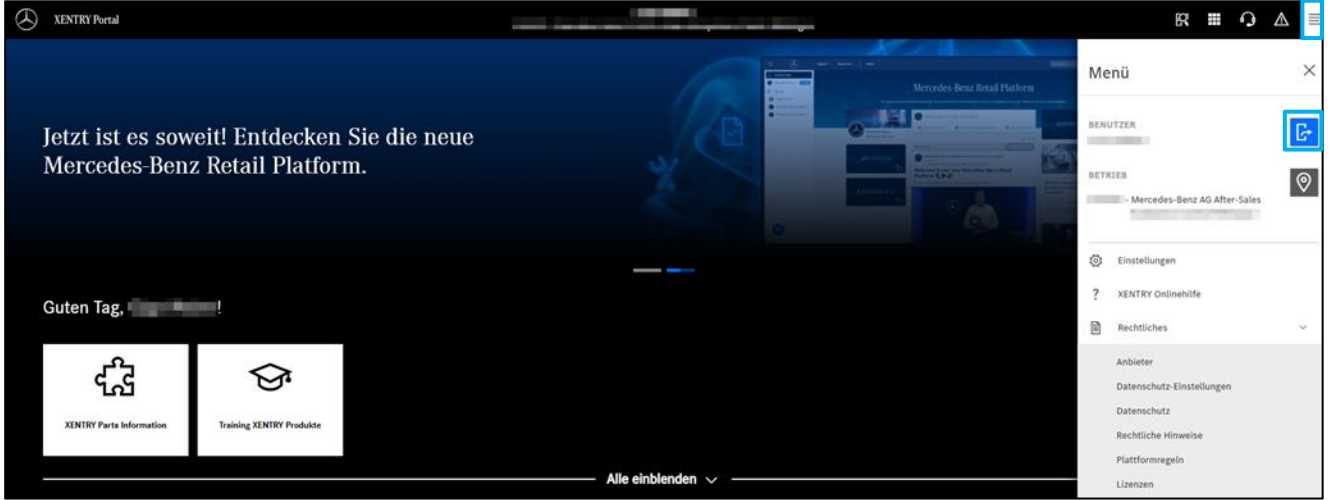 XENTRY Portal
Mercedes-Benz Retail Platform
Jetzt ist es soweit! Entdecken Sie die neue
Mercedes-Benz Retail Platform.
Guten Tag, !
XENTRY Parts Information
Training XENTRY Produkte
Alle einblenden
Menü
BENUTZER
BETRIEB
- Mercedes-Benz AG After-Sales
Einstellungen
? XENTRY Onlinehilfe
Rechtliches
Anbieter
Datenschutz-Einstellungen
Datenschutz
Rechtliche Hinweise
Plattformregeln
Lizenzen